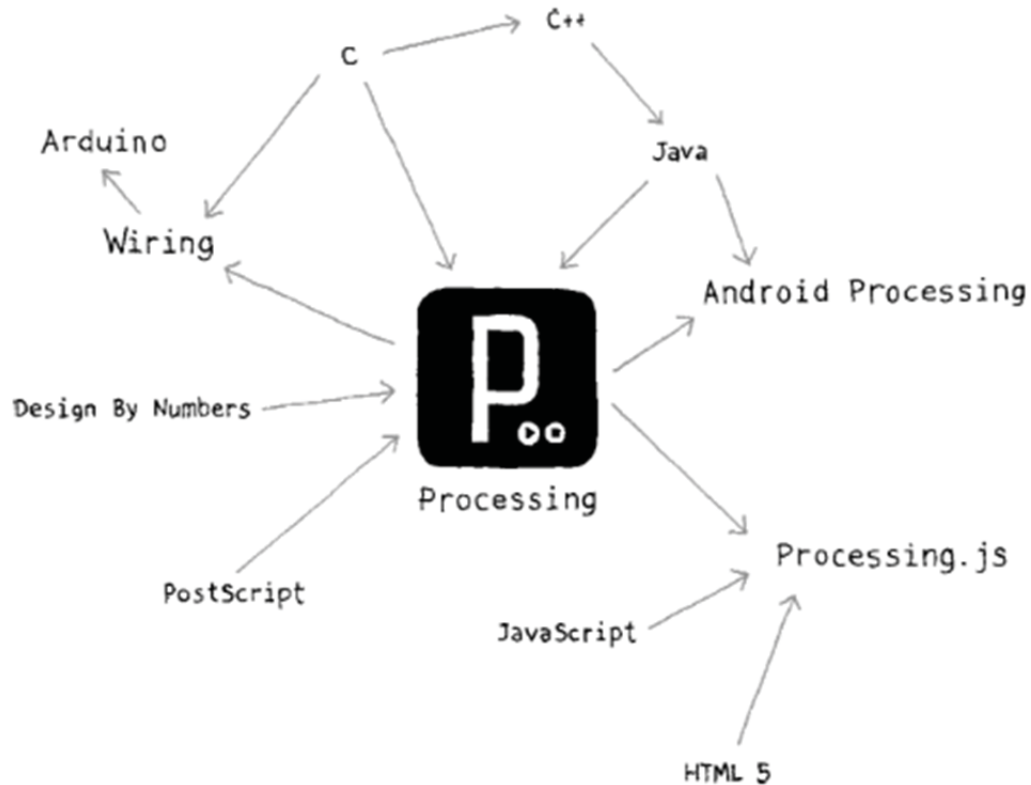 C++
C
Arduino
Java
Wiring
Android Processing
P
Design By Numbers
Processing
Processing.js
PostScript
JavaScript
HTML 5